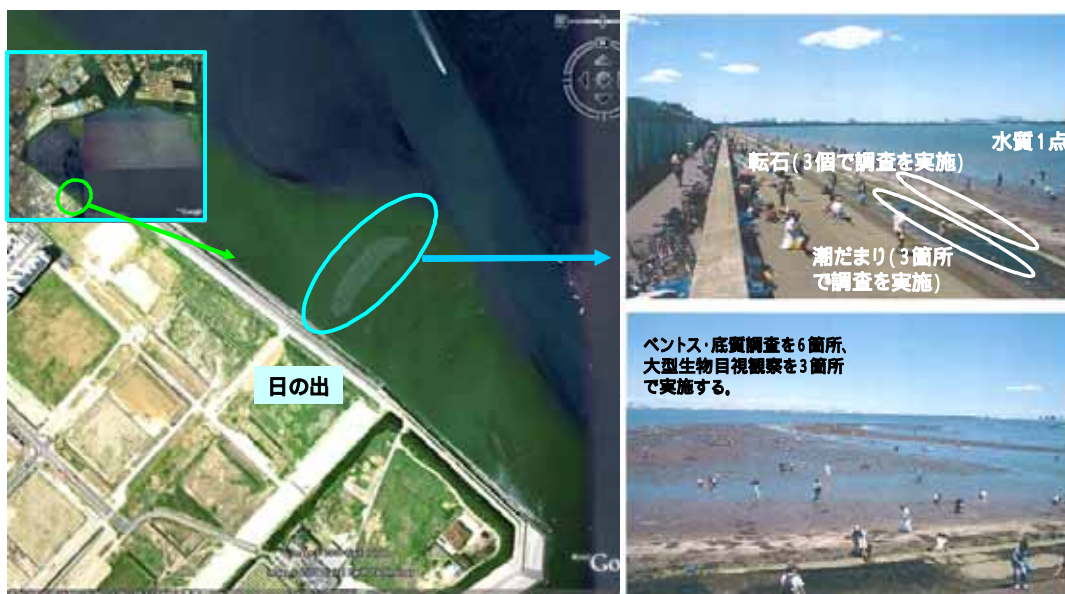 日の出
水質1点
転石(3個で調査を実施)
潮だまり(3箇所
で調査を実施)
ベントス・底質調査を6箇所、
大型生物目視観察を3箇所
で実施する。
Goo